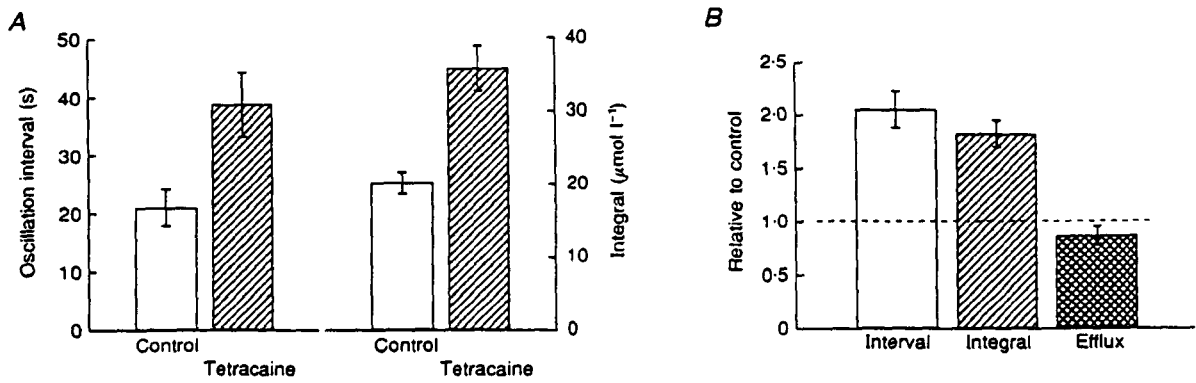 A
Oscillation interval (s)
50
40
30
20
10
0
Control
Tetracaine
Control
Tetracaine
40
30
20
10
0
Integral (μmol l⁻¹)
B
Relative to control
2·5
2·0
1·5
1·0
0·5
0
Interval
Integral
Efflux